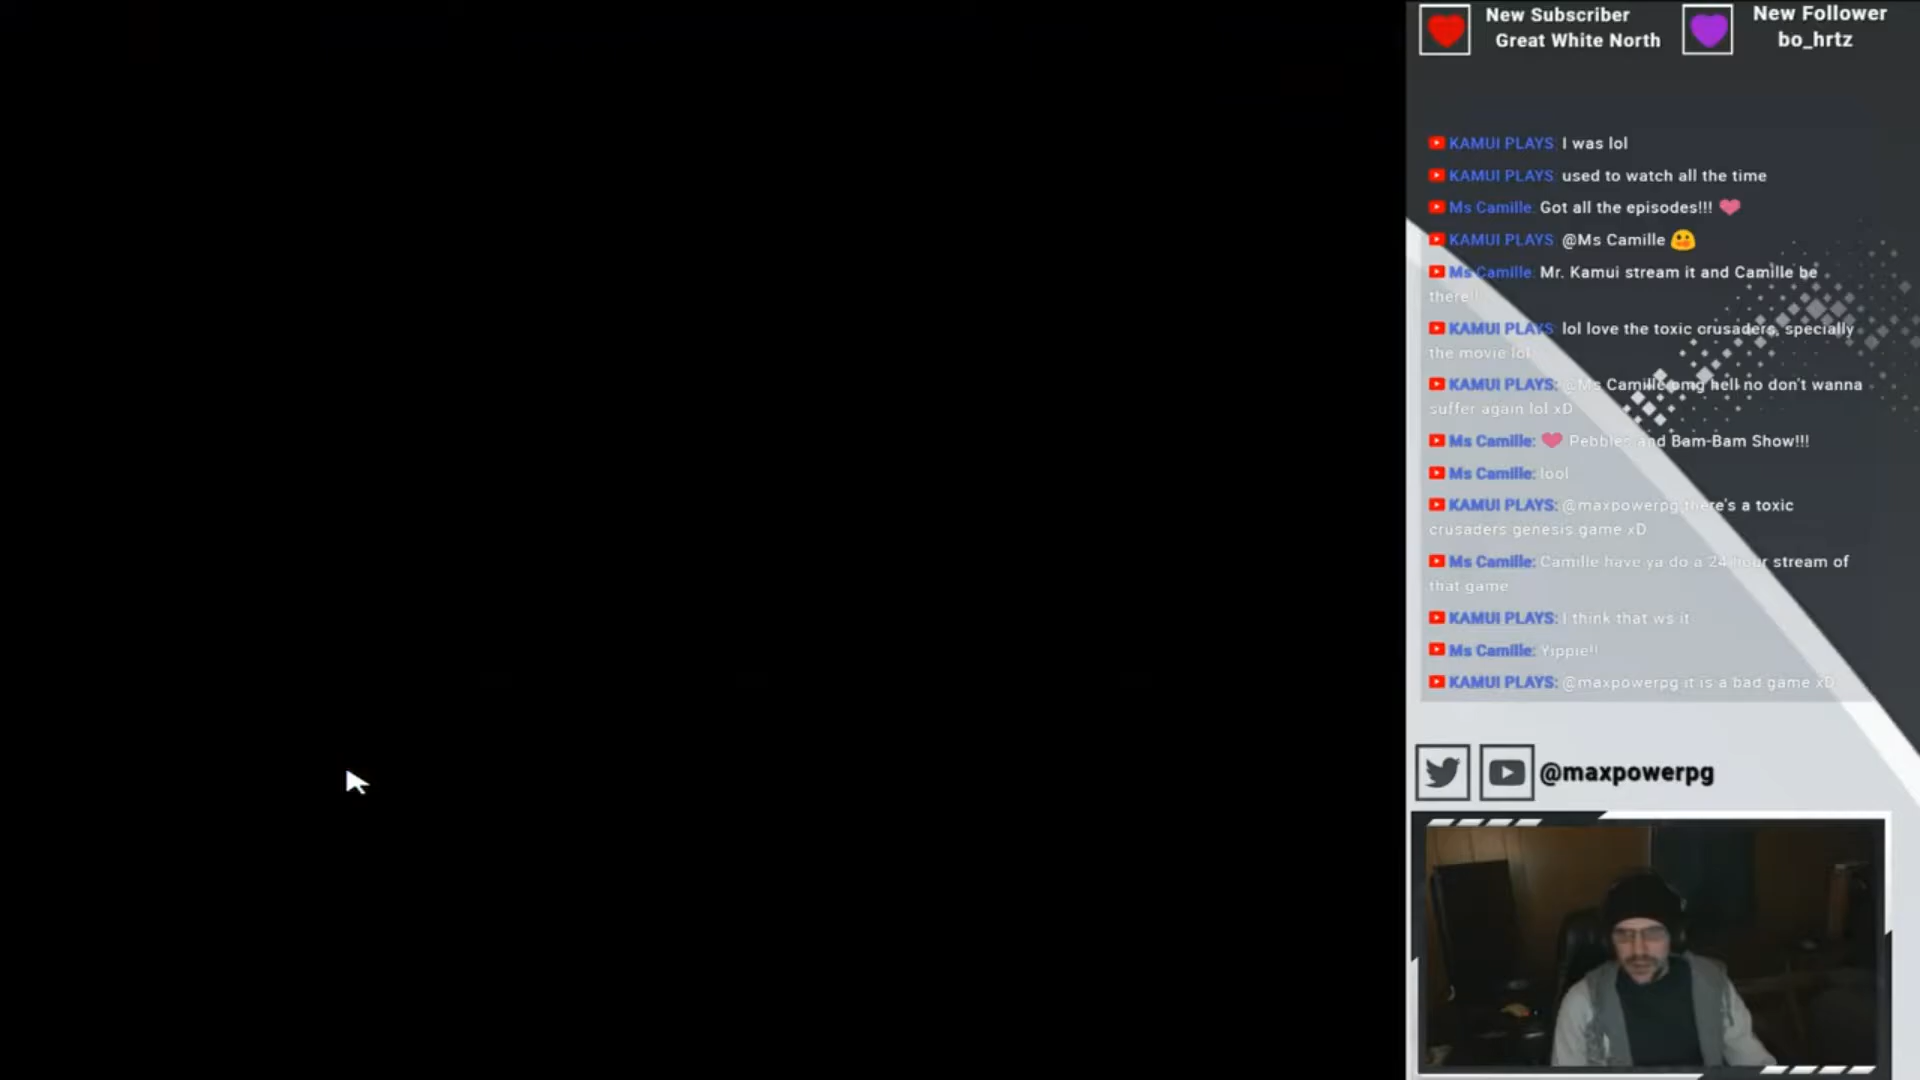 New Subscriber
Great White North
New Follower
bo_hrtz
KAMUI PLAYS: I was lol
KAMUI PLAYS: used to watch all the time
Ms Camille: Got all the episodes!!!
KAMUI PLAYS: @Ms Camille
Ms Camille: Mr. Kamui stream it and Camille be
there!!
KAMUI PLAYS: lol love the toxic crusaders, specially
the movie lol
KAMUI PLAYS: @Ms Camille omg hell no don't wanna
suffer again lol xD
Ms Camille: Pebbles and Bam-Bam Show!!!
Ms Camille: lool
KAMUI PLAYS: @maxpowerpg there's a toxic
crusaders genesis game xD
Ms Camille: Camille have ya do a 24 hour stream of
that game
KAMUI PLAYS: I think that ws it
Ms Camille: Yippie!!
KAMUI PLAYS: @maxpowerpg it is a bad game xD
@maxpowerpg